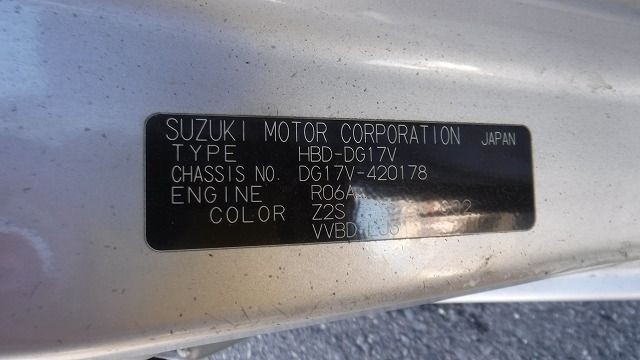 SUZUKI MOTOR CORPORATION JAPAN
TYPE HBD-DG17V
CHASSIS NO. DG17V-420178
ENGINE R06A
COLOR Z2S